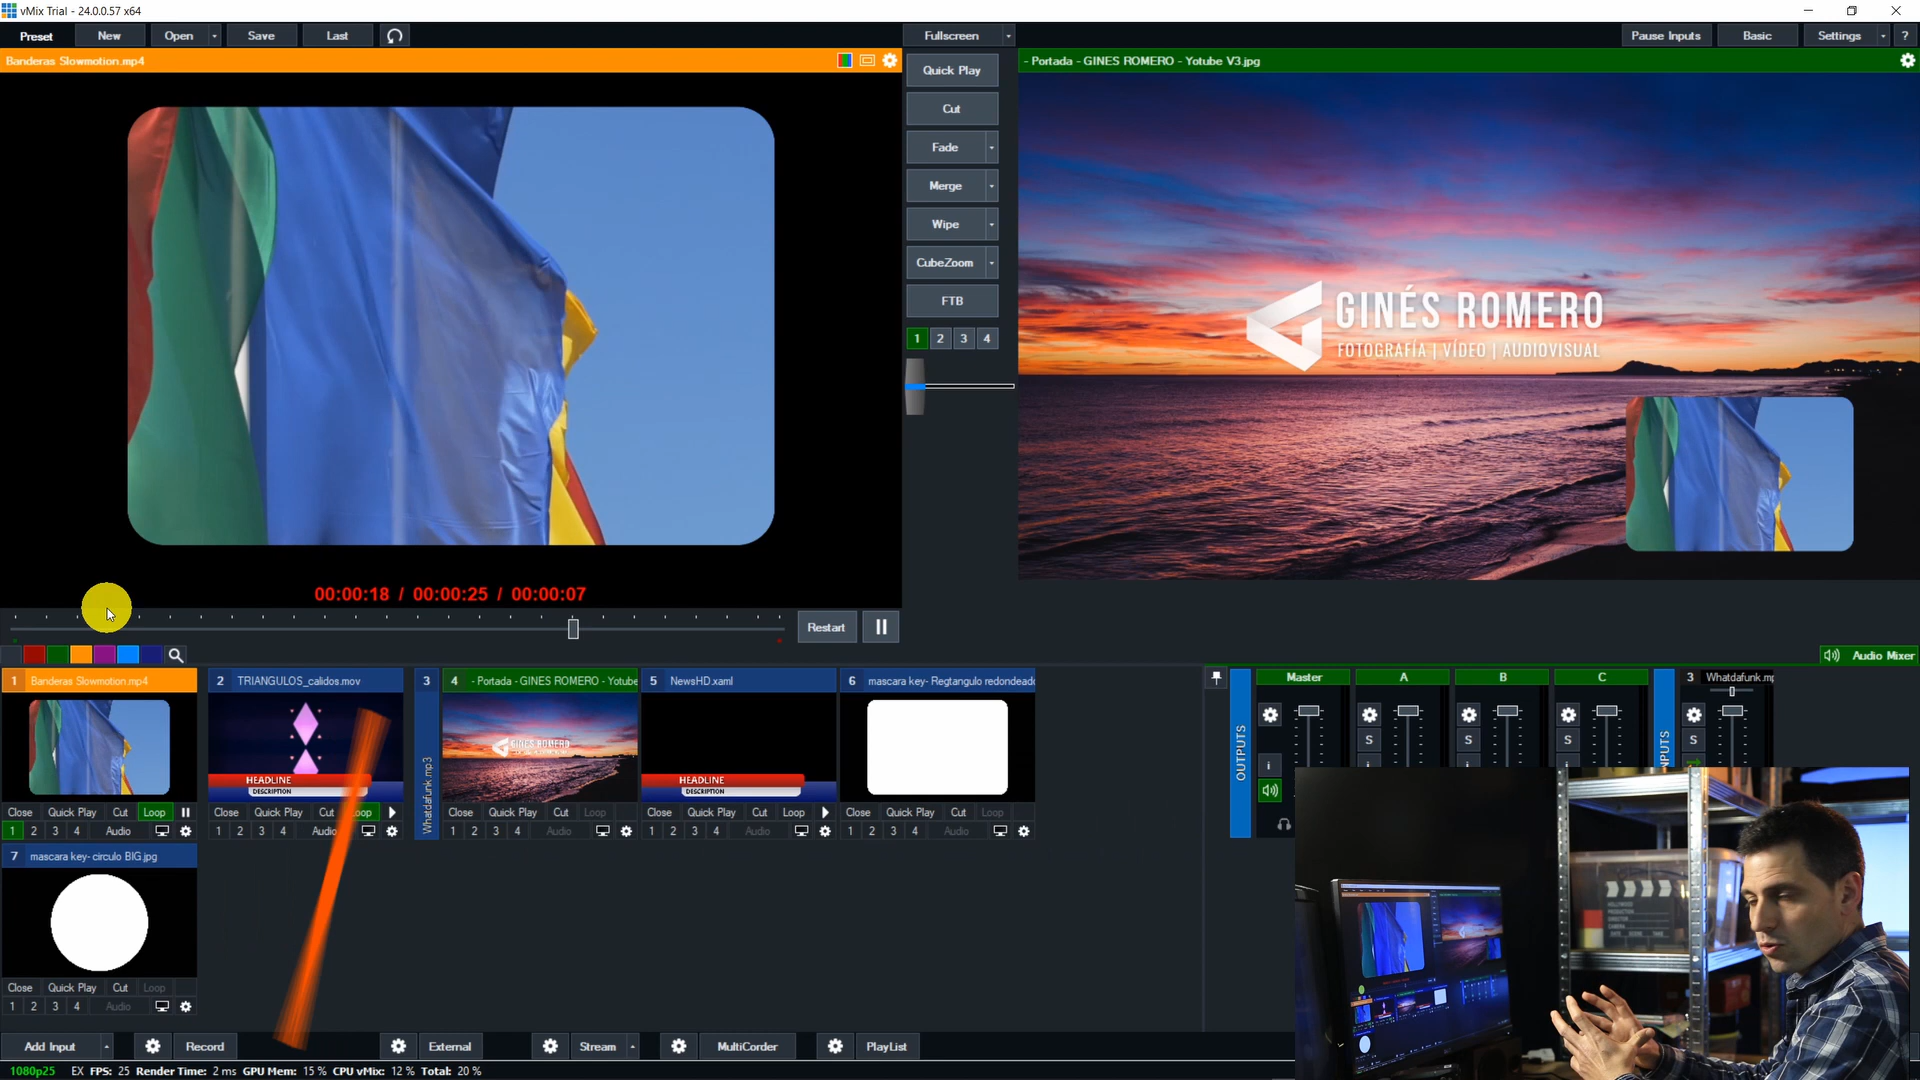 vMix Trial - 24.0.0.57 x64
Preset New Open Save Last Fullscreen Pause Inputs Basic Settings ?
Banderas Slowmotion.mp4
- Portada - GINES ROMERO - Yotube V3.jpg
Quick Play
Cut
Fade
Merge
Wipe
CubeZoom
FTB
1 2 3 4
GINÉS ROMERO
FOTOGRAFÍA | VÍDEO | AUDIOVISUAL
00:00:18 / 00:00:25 / 00:00:07
Restart
Audio Mixer
1 Banderas Slowmotion.mp4
2 TRIANGULOS_calidos.mov
3
Whatdafunk.mp3
4 - Portada - GINES ROMERO - Yotube
5 NewsHD.xaml
6 mascara key- Regtangulo redondeado
GINÉS ROMERO
HEADLINE
DESCRIPTION
HEADLINE
DESCRIPTION
Close Quick Play Cut Loop
1 2 3 4 Audio
Close Quick Play Cut Loop
1 2 3 4 Audio
Close Quick Play Cut Loop
1 2 3 4 Audio
Close Quick Play Cut Loop
1 2 3 4 Audio
Close Quick Play Cut Loop
1 2 3 4 Audio
7 mascara key- circulo BIG.jpg
Close Quick Play Cut Loop
1 2 3 4 Audio
OUTPUTS
Master A B C
S S S
INPUTS
3 Whatdafunk.mp
S
Add Input Record External Stream MultiCorder PlayList
1080p25 EX FPS: 25 Render Time: 2 ms GPU Mem: 15 % CPU vMix: 12 % Total: 20 %